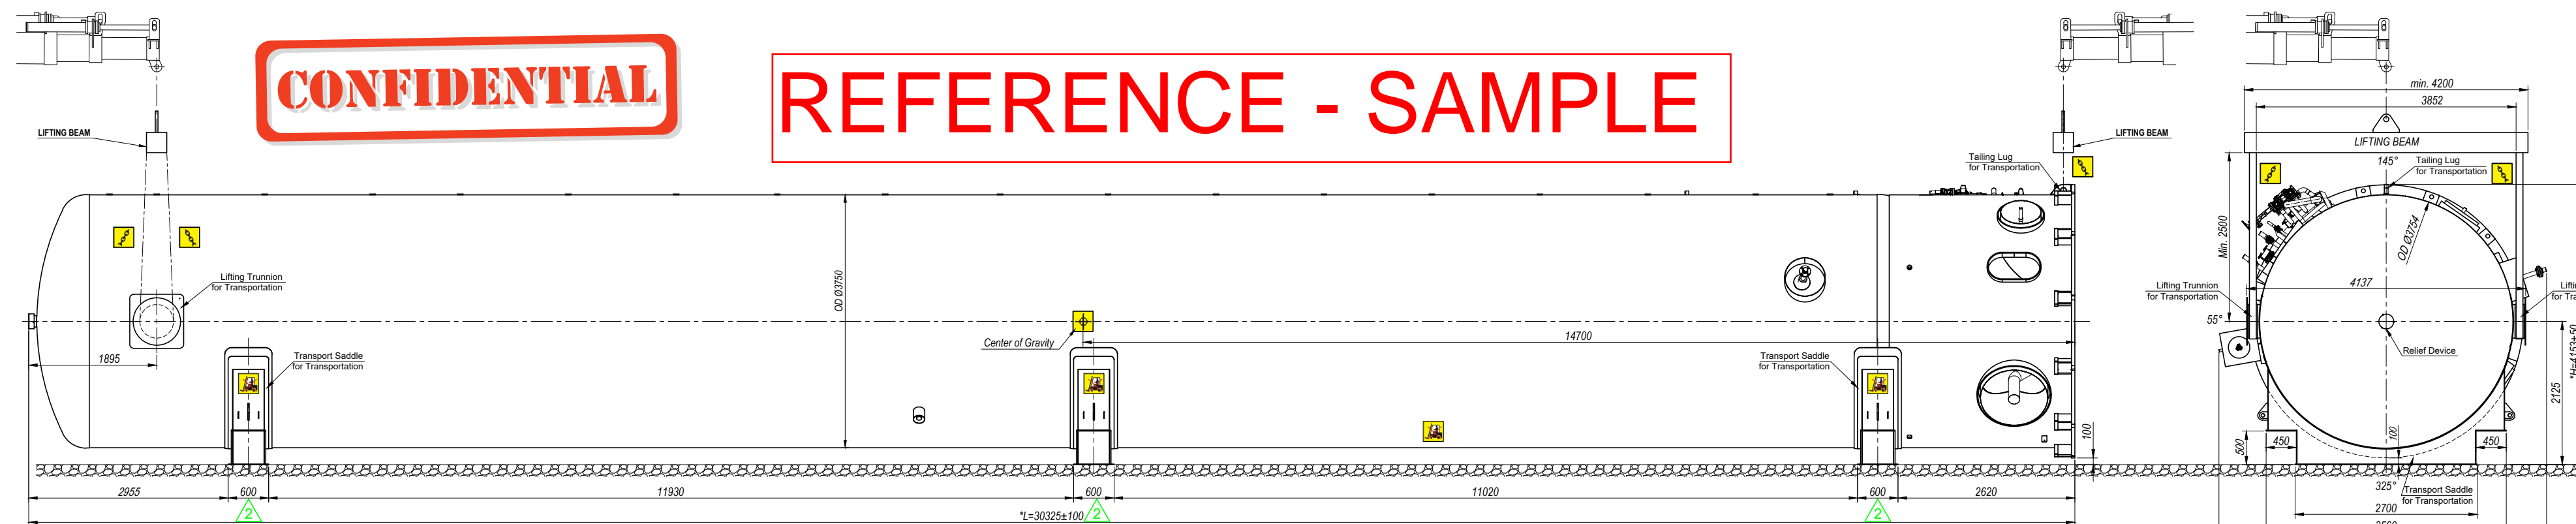 CONFIDENTIAL
REFERENCE - SAMPLE
LIFTING BEAM
Lifting Trunnion
for Transportation
1895
Transport Saddle
for Transportation
OD Ø3750
Center of Gravity
14700
Transport Saddle
for Transportation
Tailing Lug
for Transportation
LIFTING BEAM
100
2955
600
11930
600
11020
600
2620
2
2
2
*L=30325±100
min. 4200
3852
LIFTING BEAM
145°
Tailing Lug
for Transportation
Min. 2500
OD Ø3754
4137
Lifting Trunnion
for Transportation
55°
Relief Device
*H=4153±50
2125
500
450
100
450
325°
Transport Saddle
for Transportation
2700